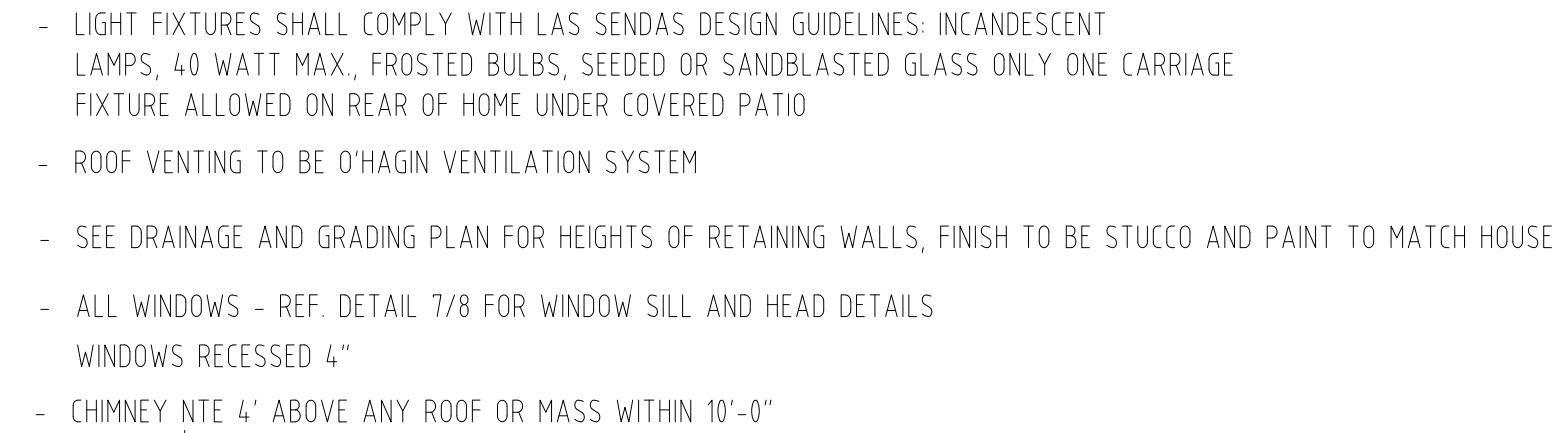 - LIGHT FIXTURES SHALL COMPLY WITH LAS SENDAS DESIGN GUIDELINES: INCANDESCENT
LAMPS, 40 WATT MAX., FROSTED BULBS, SEEDED OR SANDBLASTED GLASS ONLY ONE CARRIAGE
FIXTURE ALLOWED ON REAR OF HOME UNDER COVERED PATIO
- ROOF VENTING TO BE O'HAGIN VENTILATION SYSTEM
- SEE DRAINAGE AND GRADING PLAN FOR HEIGHTS OF RETAINING WALLS, FINISH TO BE STUCCO AND PAINT TO MATCH HOUSE
- ALL WINDOWS - REF. DETAIL 7/8 FOR WINDOW SILL AND HEAD DETAILS
WINDOWS RECESSED 4"
- CHIMNEY NTE 4' ABOVE ANY ROOF OR MASS WITHIN 10'-0"